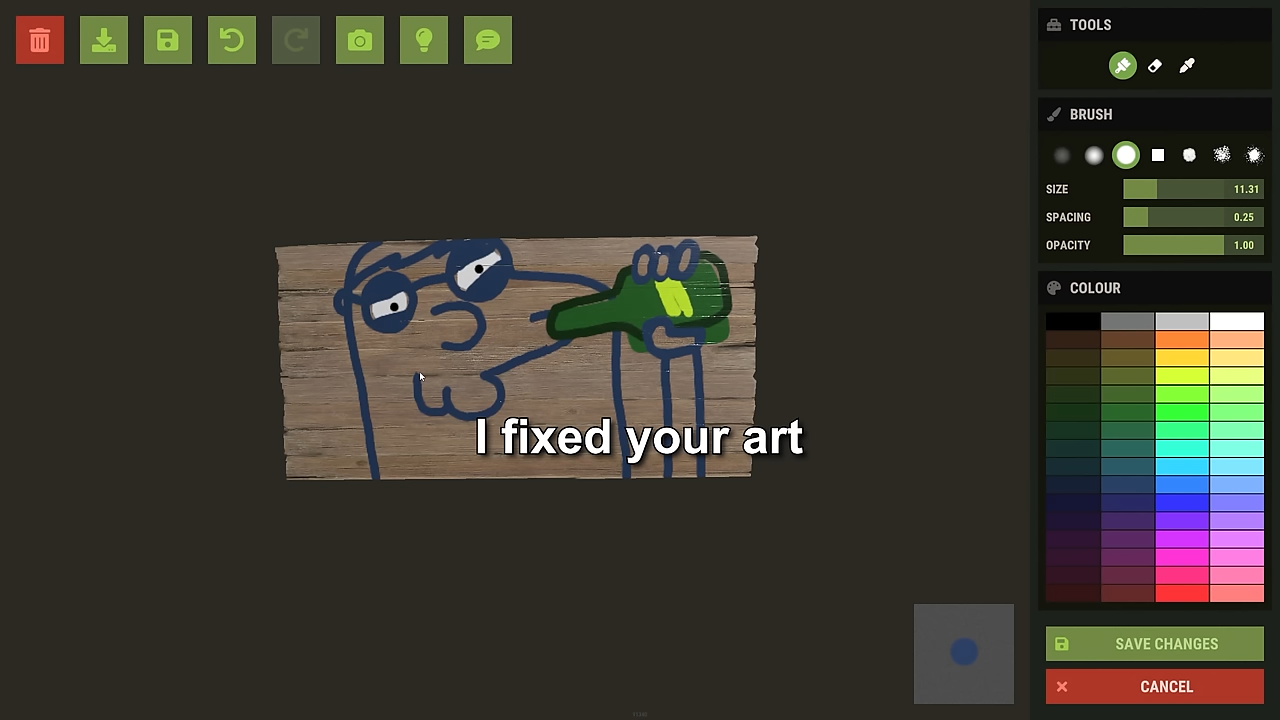 TOOLS
BRUSH
SIZE 11.31
SPACING 0.25
OPACITY 1.00
COLOUR
I fixed your art
SAVE CHANGES
CANCEL